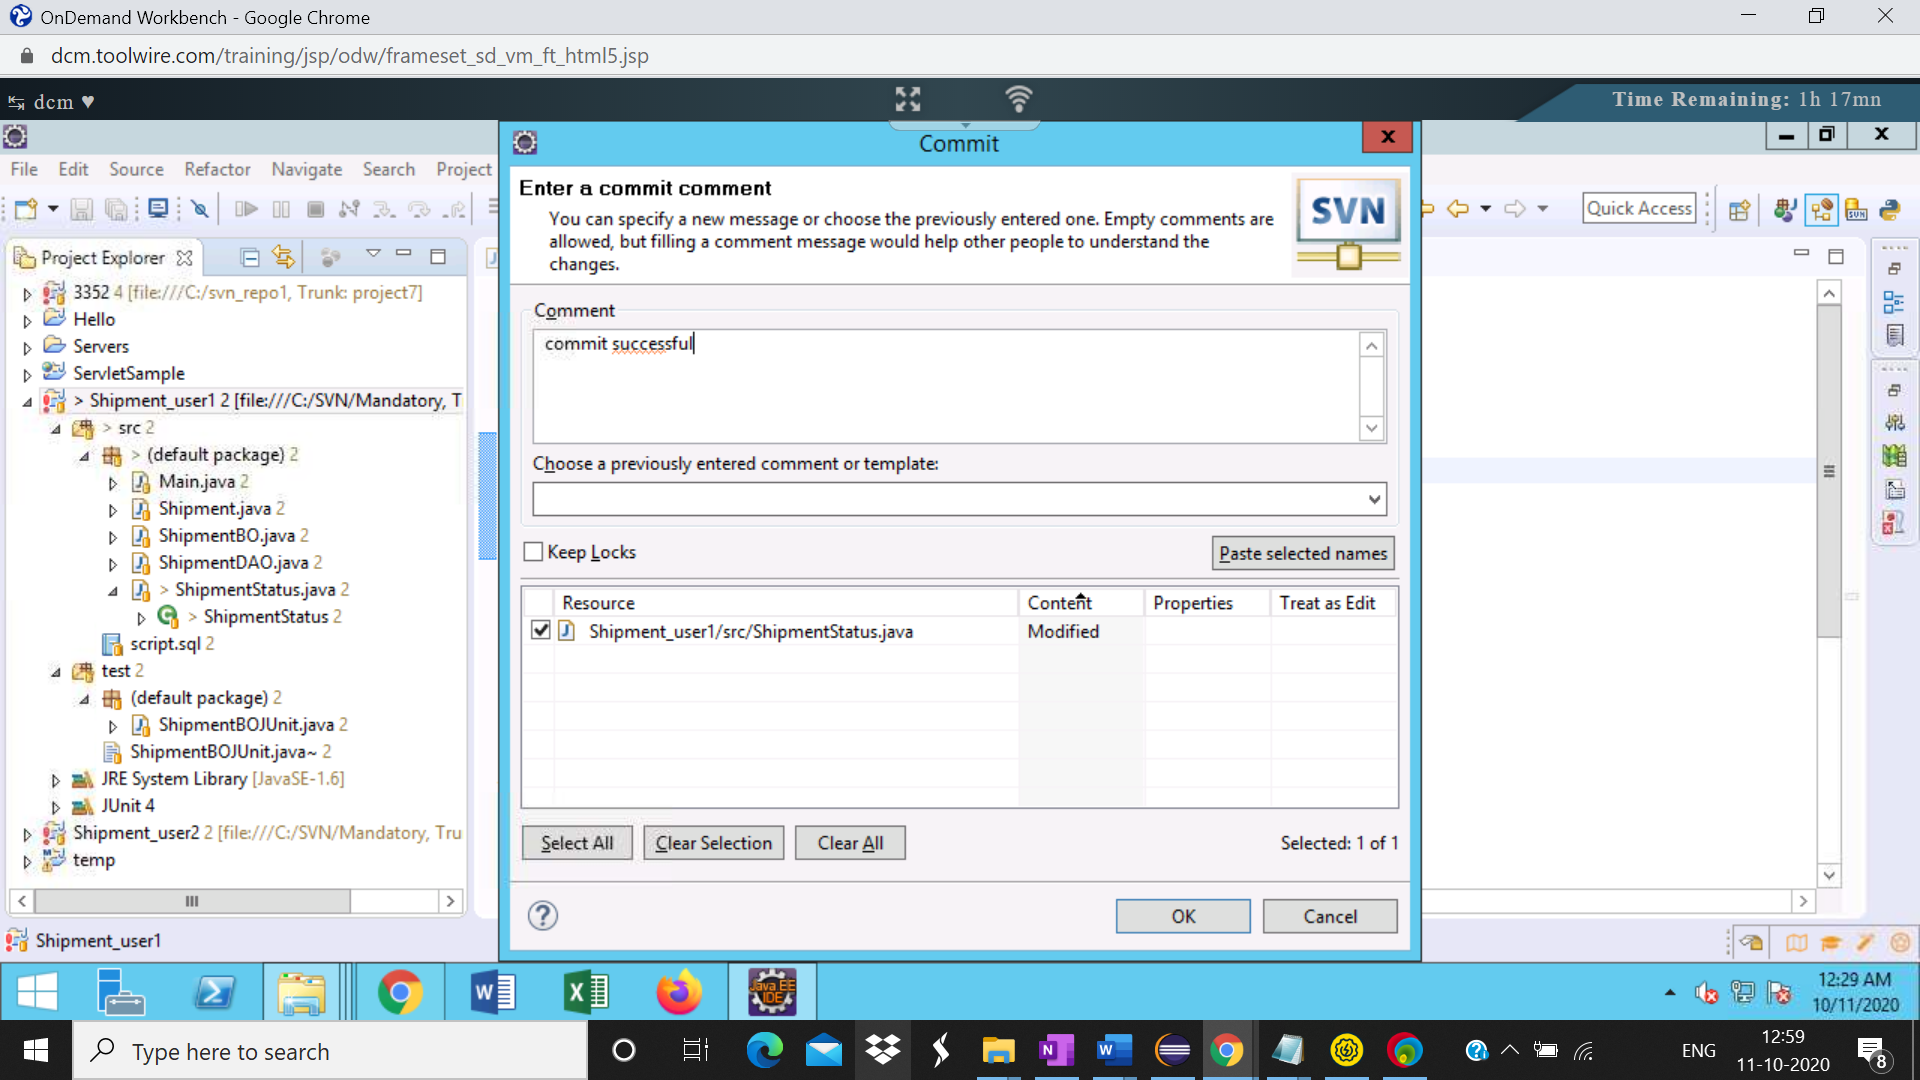 OnDemand Workbench - Google Chrome
dcm.toolwire.com/training/jsp/odw/frameset_sd_vm_ft_html5.jsp
dcm ♥
Time Remaining: 1h 17mn
Commit
File Edit Source Refactor Navigate Search Project
Quick Access
Project Explorer
3352 4 [file:///C:/svn_repo1, Trunk: project7]
Hello
Servers
ServletSample
> Shipment_user1 2 [file:///C:/SVN/Mandatory, T
> src 2
> (default package) 2
Main.java 2
Shipment.java 2
ShipmentBO.java 2
ShipmentDAO.java 2
> ShipmentStatus.java 2
> ShipmentStatus 2
script.sql 2
test 2
(default package) 2
ShipmentBOJUnit.java 2
ShipmentBOJUnit.java~ 2
JRE System Library [JavaSE-1.6]
JUnit 4
Shipment_user2 2 [file:///C:/SVN/Mandatory, Tru
temp
Shipment_user1
Enter a commit comment
You can specify a new message or choose the previously entered one. Empty comments are
allowed, but filling a comment message would help other people to understand the
changes.
SVN
Comment
commit successful
Choose a previously entered comment or template:
Keep Locks
Paste selected names
Resource Content Properties Treat as Edit
Shipment_user1/src/ShipmentStatus.java Modified
Select All Clear Selection Clear All Selected: 1 of 1
OK Cancel
Java EE
IDE
12:29 AM
10/11/2020
Type here to search
ENG
12:59
11-10-2020
8